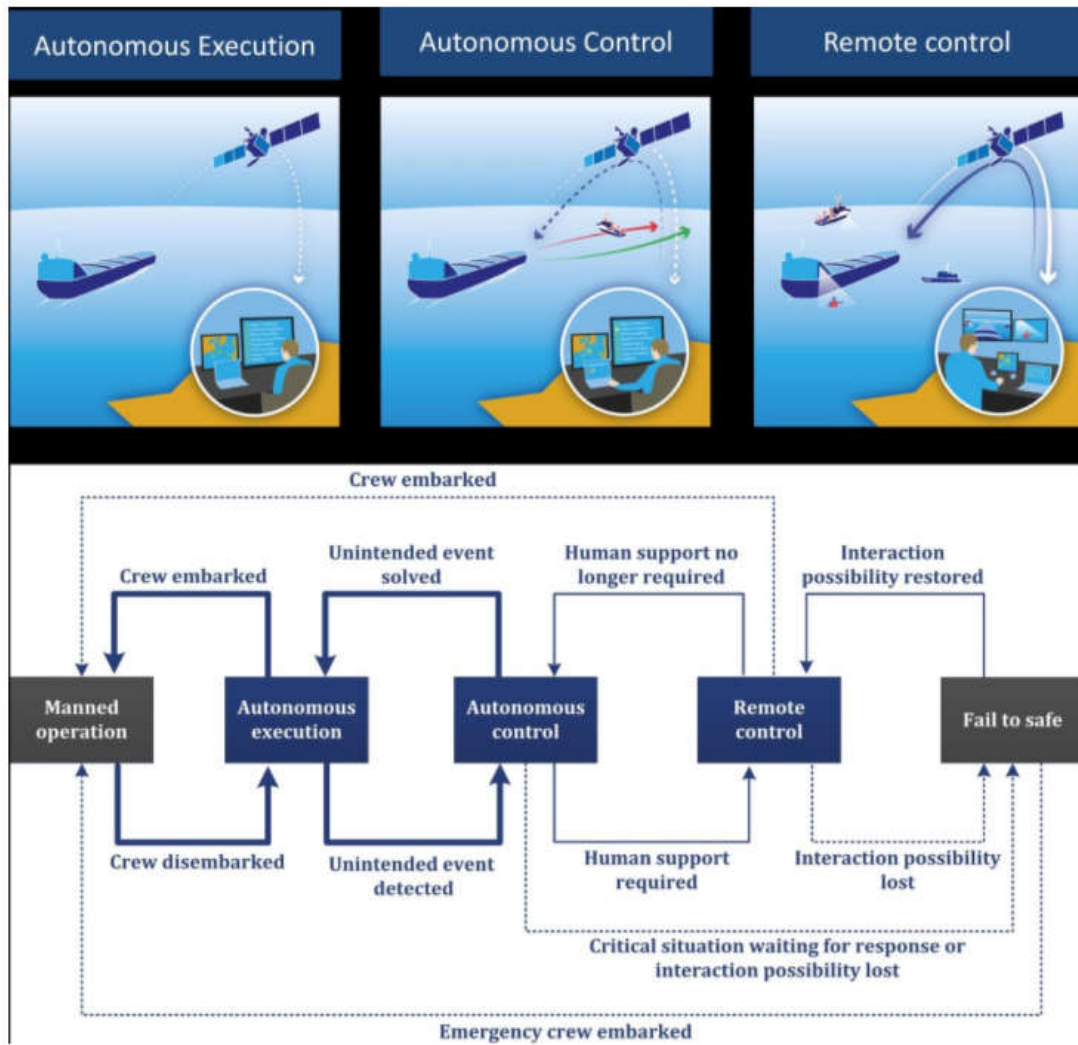 Autonomous Execution
Autonomous Control
Remote control
Crew embarked
Crew embarked
Unintended event
solved
Human support no
longer required
Interaction
possibility restored
Manned
operation
Autonomous
execution
Autonomous
control
Remote
control
Fail to safe
Crew disembarked
Unintended event
detected
Human support
required
Interaction possibility
lost
Critical situation waiting for response or
interaction possibility lost
Emergency crew embarked